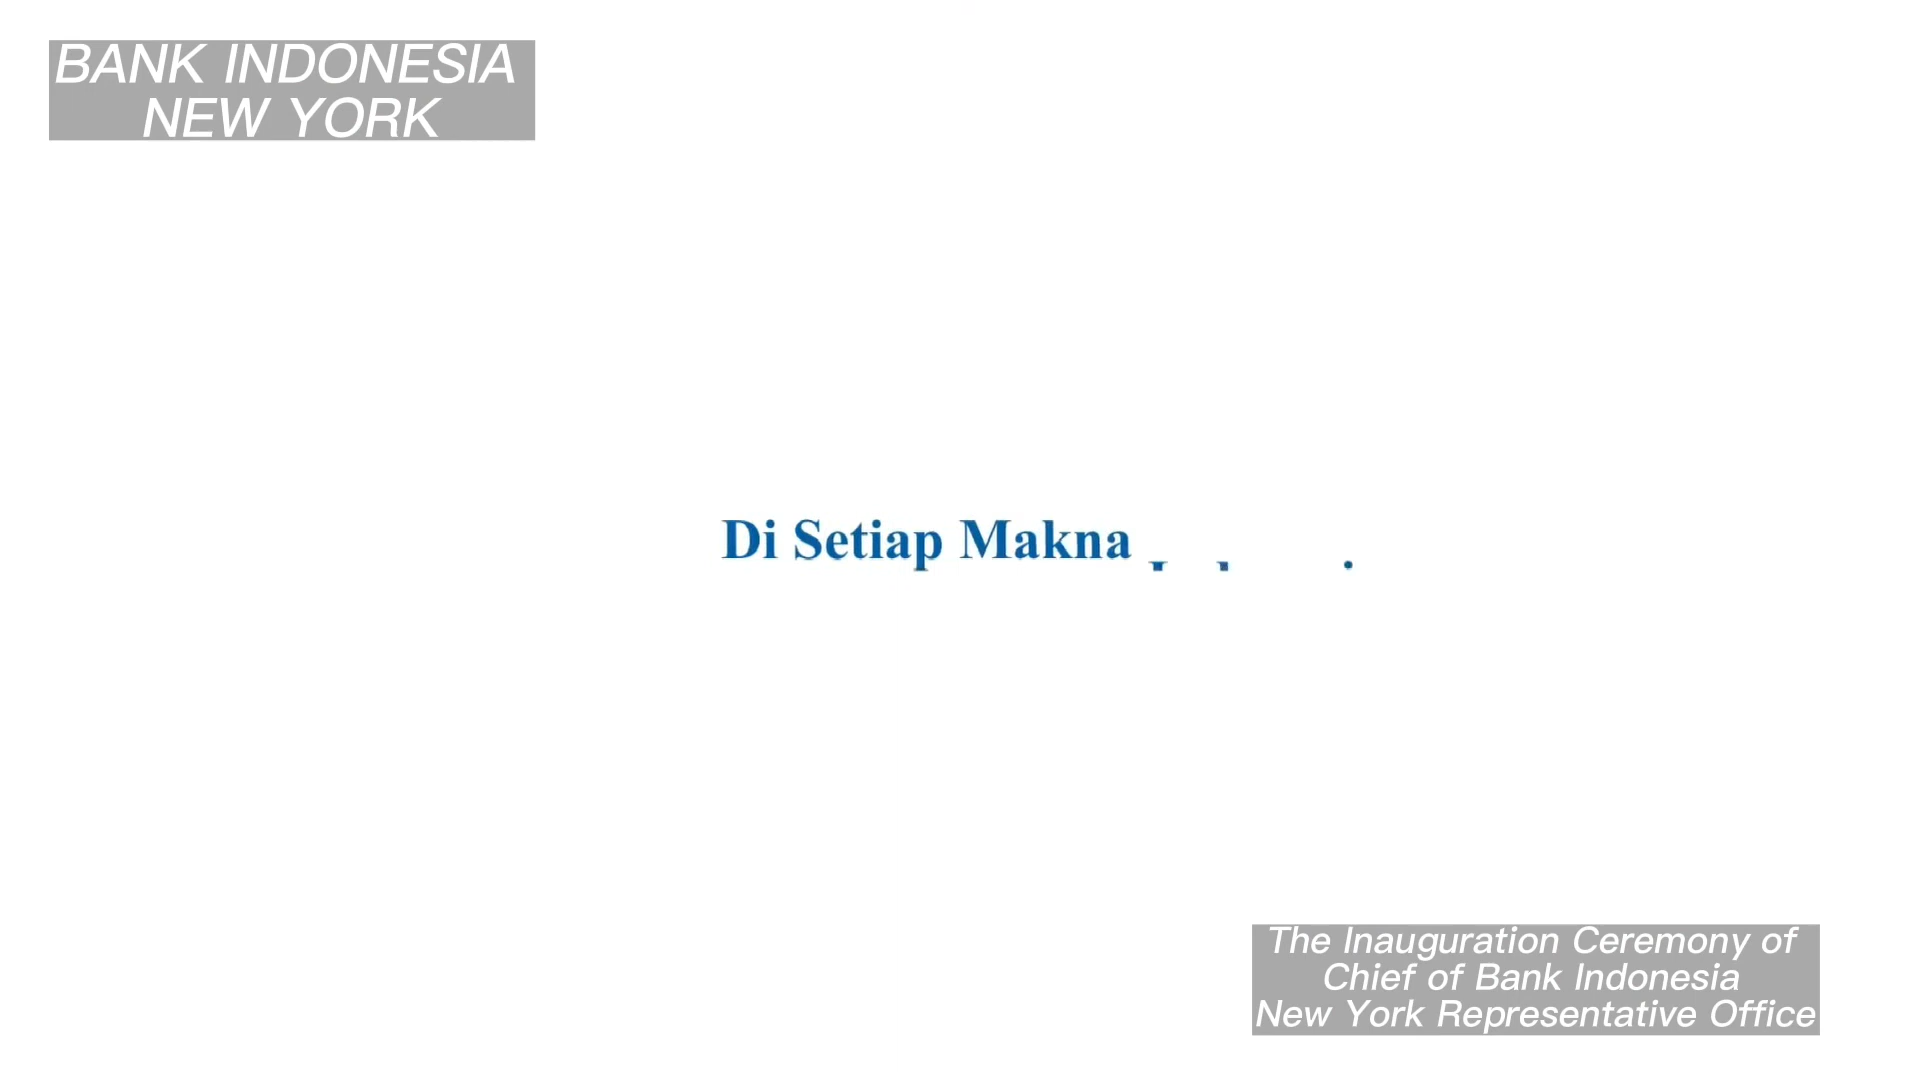 BANK INDONESIA
NEW YORK
Di Setiap Makna
The Inauguration Ceremony of
Chief of Bank Indonesia
New York Representative Office